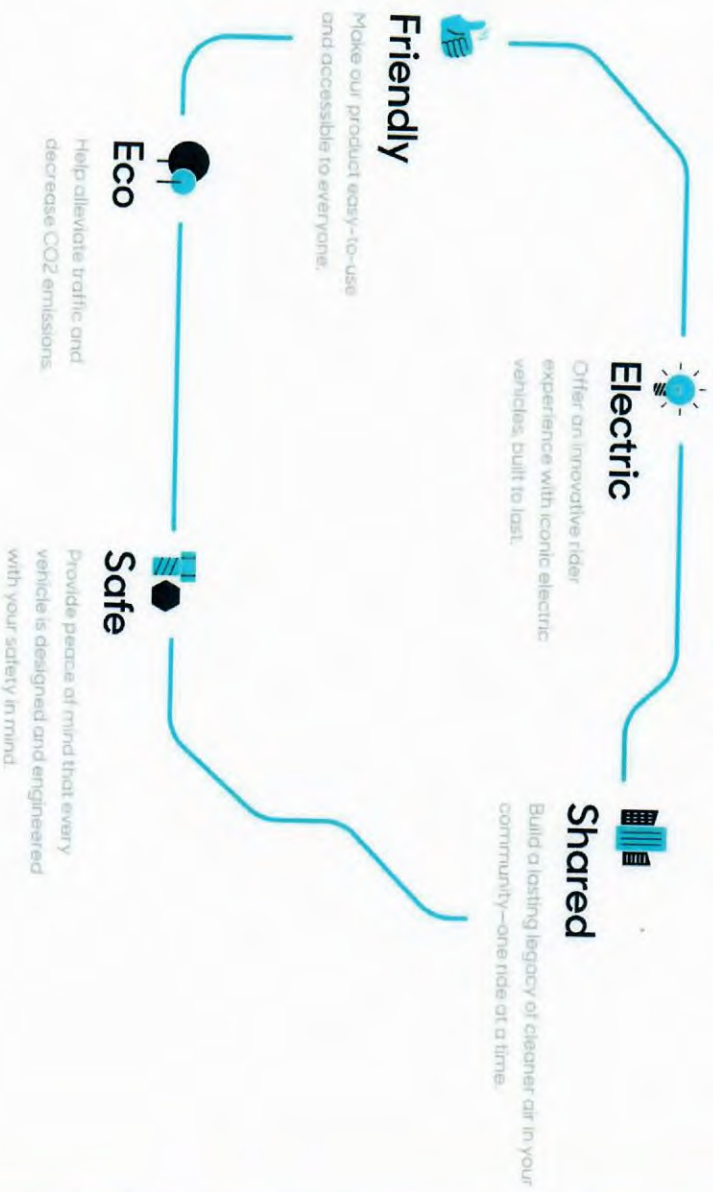 Electric
Offer an innovative rider
experience with iconic electric
vehicles, built to last.
Shared
Build a lasting legacy of cleaner air in your
community–one ride at a time.
Friendly
Make our product easy-to-use
and accessible to everyone.
Eco
Help alleviate traffic and
decrease CO2 emissions.
Safe
Provide peace of mind that every
vehicle is designed and engineered
with your safety in mind.